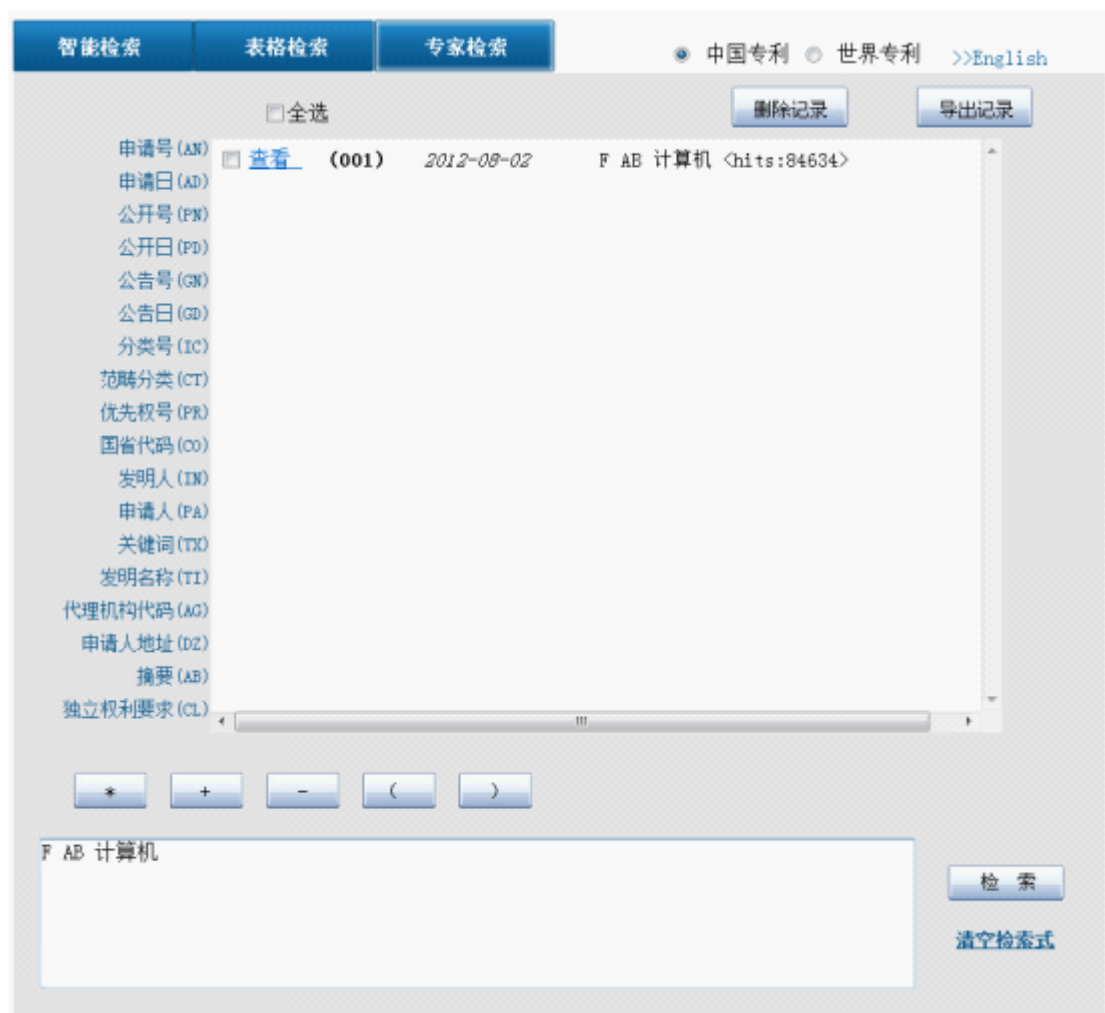 智能检索 表格检索 专家检索 中国专利 世界专利 >>English
全选 删除记录 导出记录
申请号(AN)
查看 (001) 2012-08-02 F AB 计算机 <hits:84634>
申请日(AD)
公开号(PN)
公开日(PD)
公告号(GN)
公告日(GD)
分类号(IC)
范畴分类(CT)
优先权号(PR)
国省代码(CO)
发明人(IN)
申请人(PA)
关键词(TX)
发明名称(TI)
代理机构代码(AG)
申请人地址(DZ)
摘要(AB)
独立权利要求(CL)
* + - ( )
F AB 计算机
检 索
清空检索式